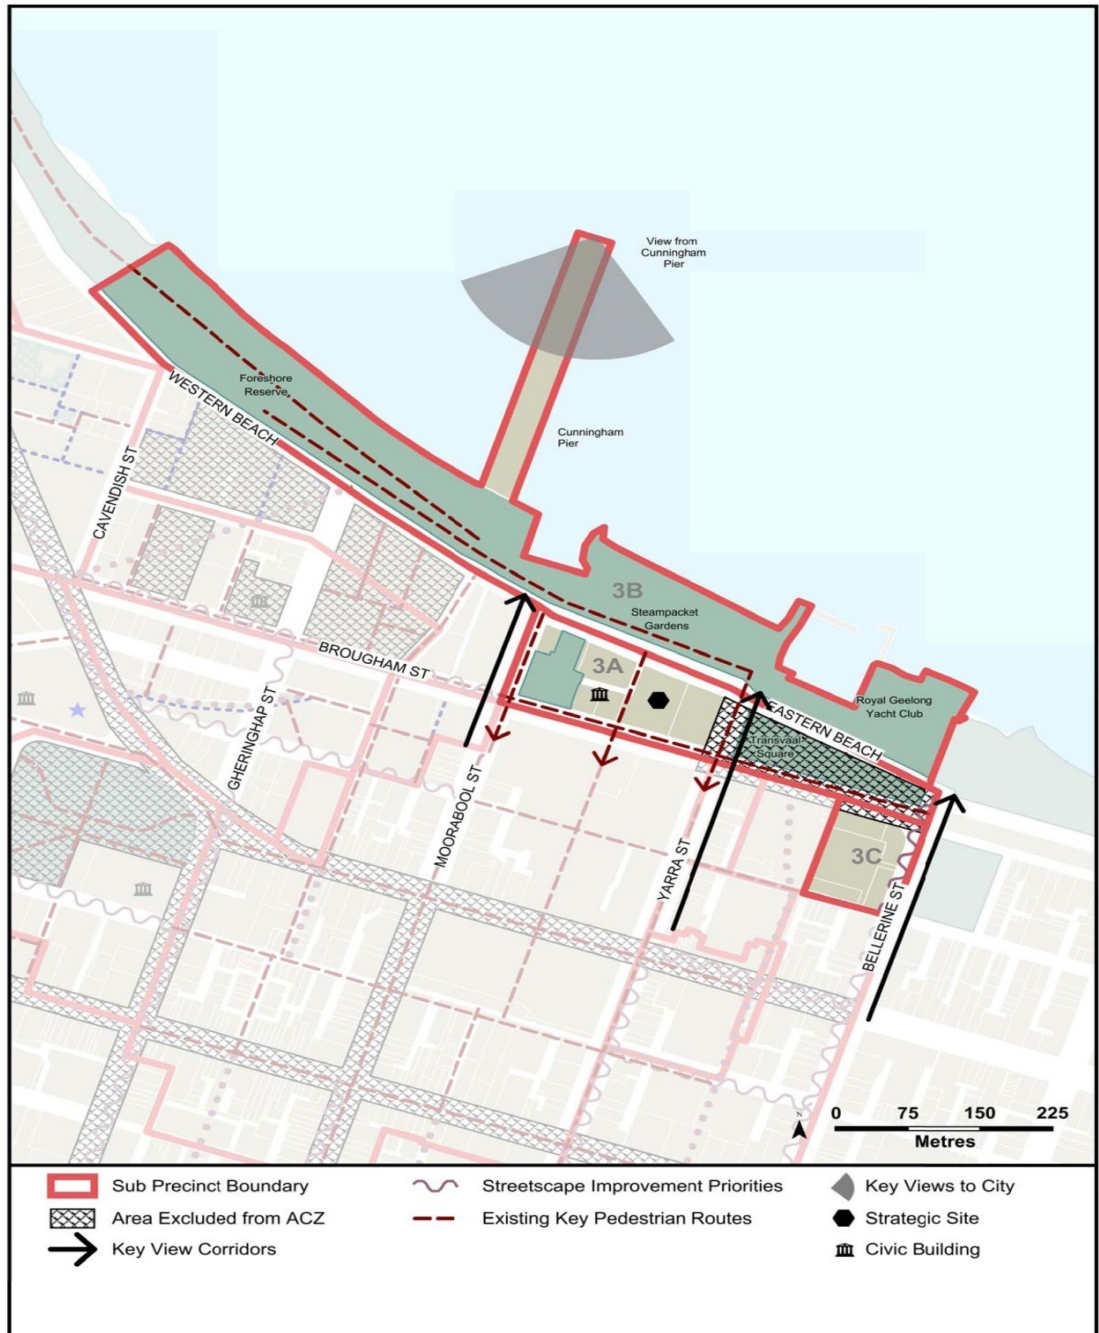 View from
Cunningham
Pier
Foreshore
Reserve
WESTERN BEACH
Cunningham
Pier
CAVENDISH ST
3B
Steampacket
Gardens
BROUGHAM ST
3A
GHERINGHAP ST
Royal Geelong
Yacht Club
EASTERN BEACH
Transvaal
Square
MOORABOOL ST
YARRA ST
3C
BELLERINE ST
N
0 75 150 225
Metres
Sub Precinct Boundary
Streetscape Improvement Priorities
Key Views to City
Area Excluded from ACZ
Existing Key Pedestrian Routes
Strategic Site
Key View Corridors
Civic Building